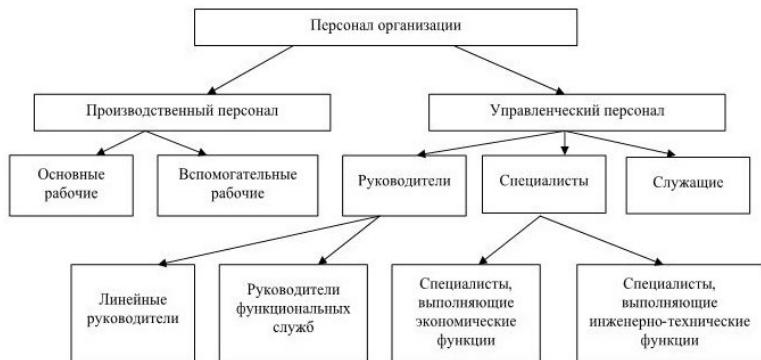 Персонал организации
Производственный персонал
Управленческий персонал
Основные
рабочие
Вспомогательные
рабочие
Руководители
Специалисты
Служащие
Линейные
руководители
Руководители
функциональных
служб
Специалисты,
выполняющие
экономические
функции
Специалисты,
выполняющие
инженерно-технические
функции